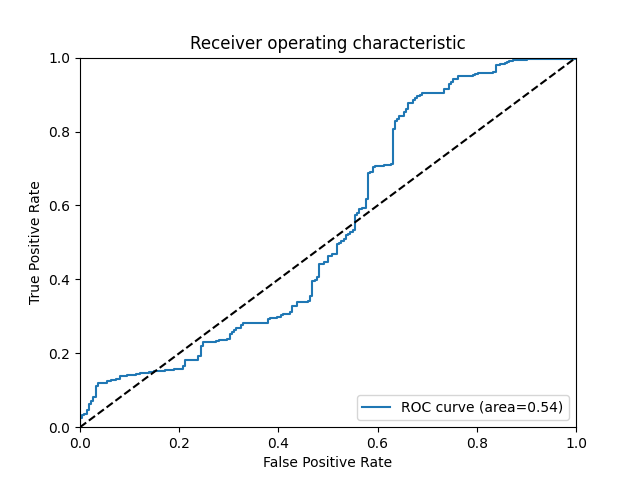 Receiver operating characteristic
True Positive Rate
1.0
0.8
0.6
0.4
0.2
0.0
ROC curve (area=0.54)
0.0 0.2 0.4 0.6 0.8 1.0
False Positive Rate